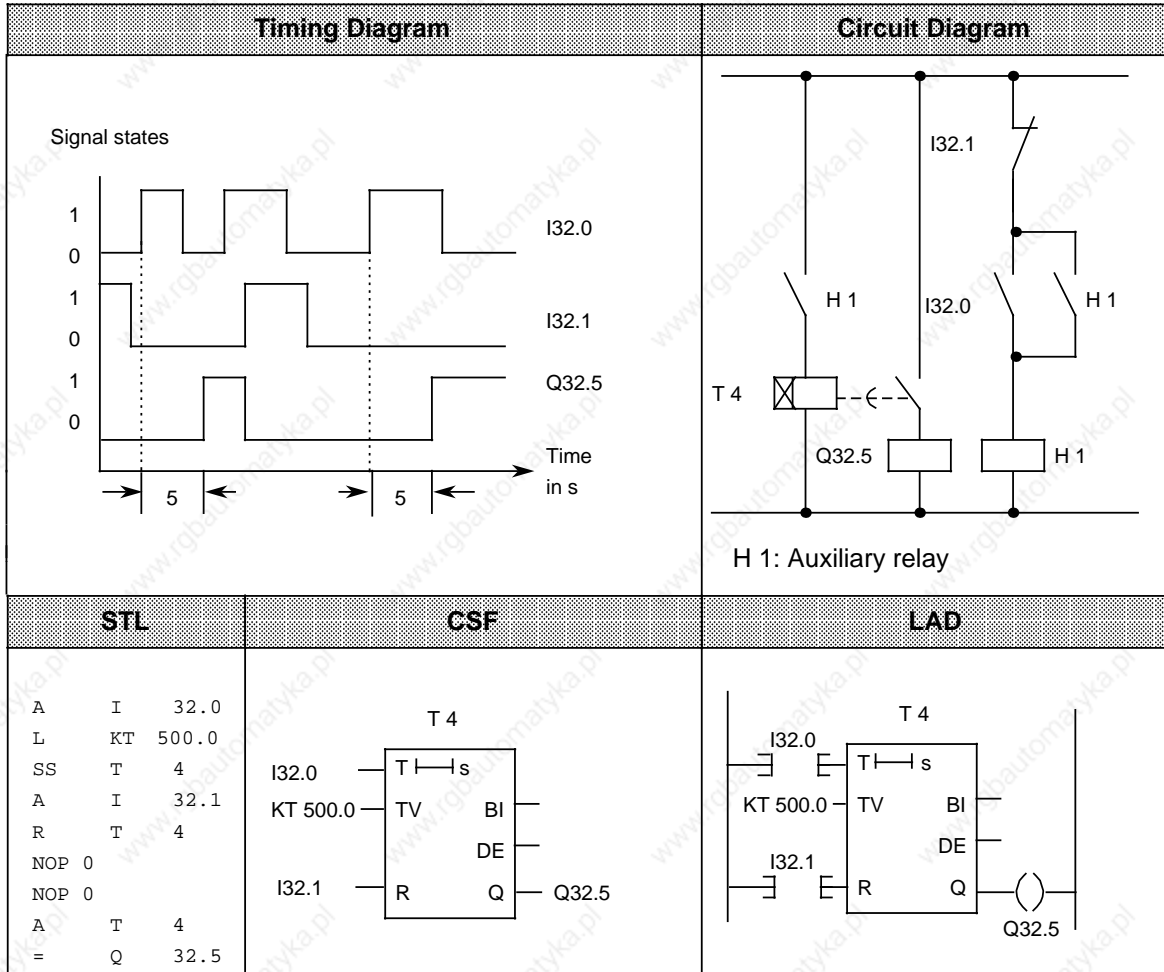 Timing Diagram
Circuit Diagram
Signal states
1
0
I32.0
1
0
I32.1
1
0
Q32.5
Time
in s
5
5
I32.1
H 1
I32.0
H 1
T 4
Q32.5
H 1
H 1: Auxiliary relay
STL
CSF
LAD
A I 32.0
L KT 500.0
SS T 4
A I 32.1
R T 4
NOP 0
NOP 0
A T 4
= Q 32.5
T 4
I32.0
T s
KT 500.0
TV
BI
DE
I32.1
R
Q
Q32.5
T 4
I32.0
T s
KT 500.0
TV
BI
DE
I32.1
R
Q
Q32.5
www.rgbautomatyka.pl